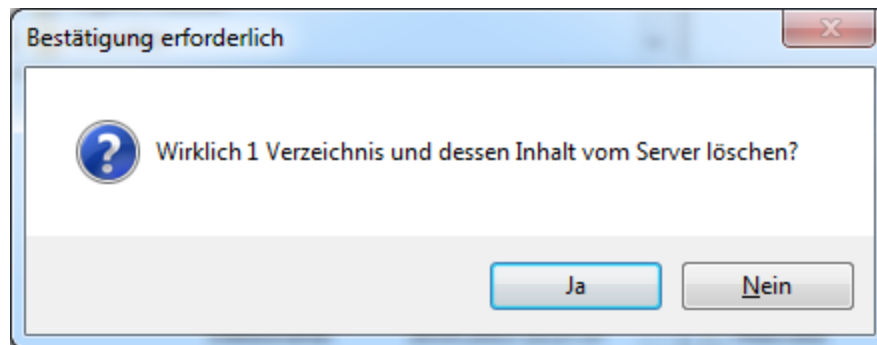 Bestätigung erforderlich
Wirklich 1 Verzeichnis und dessen Inhalt vom Server löschen?
Ja
Nein